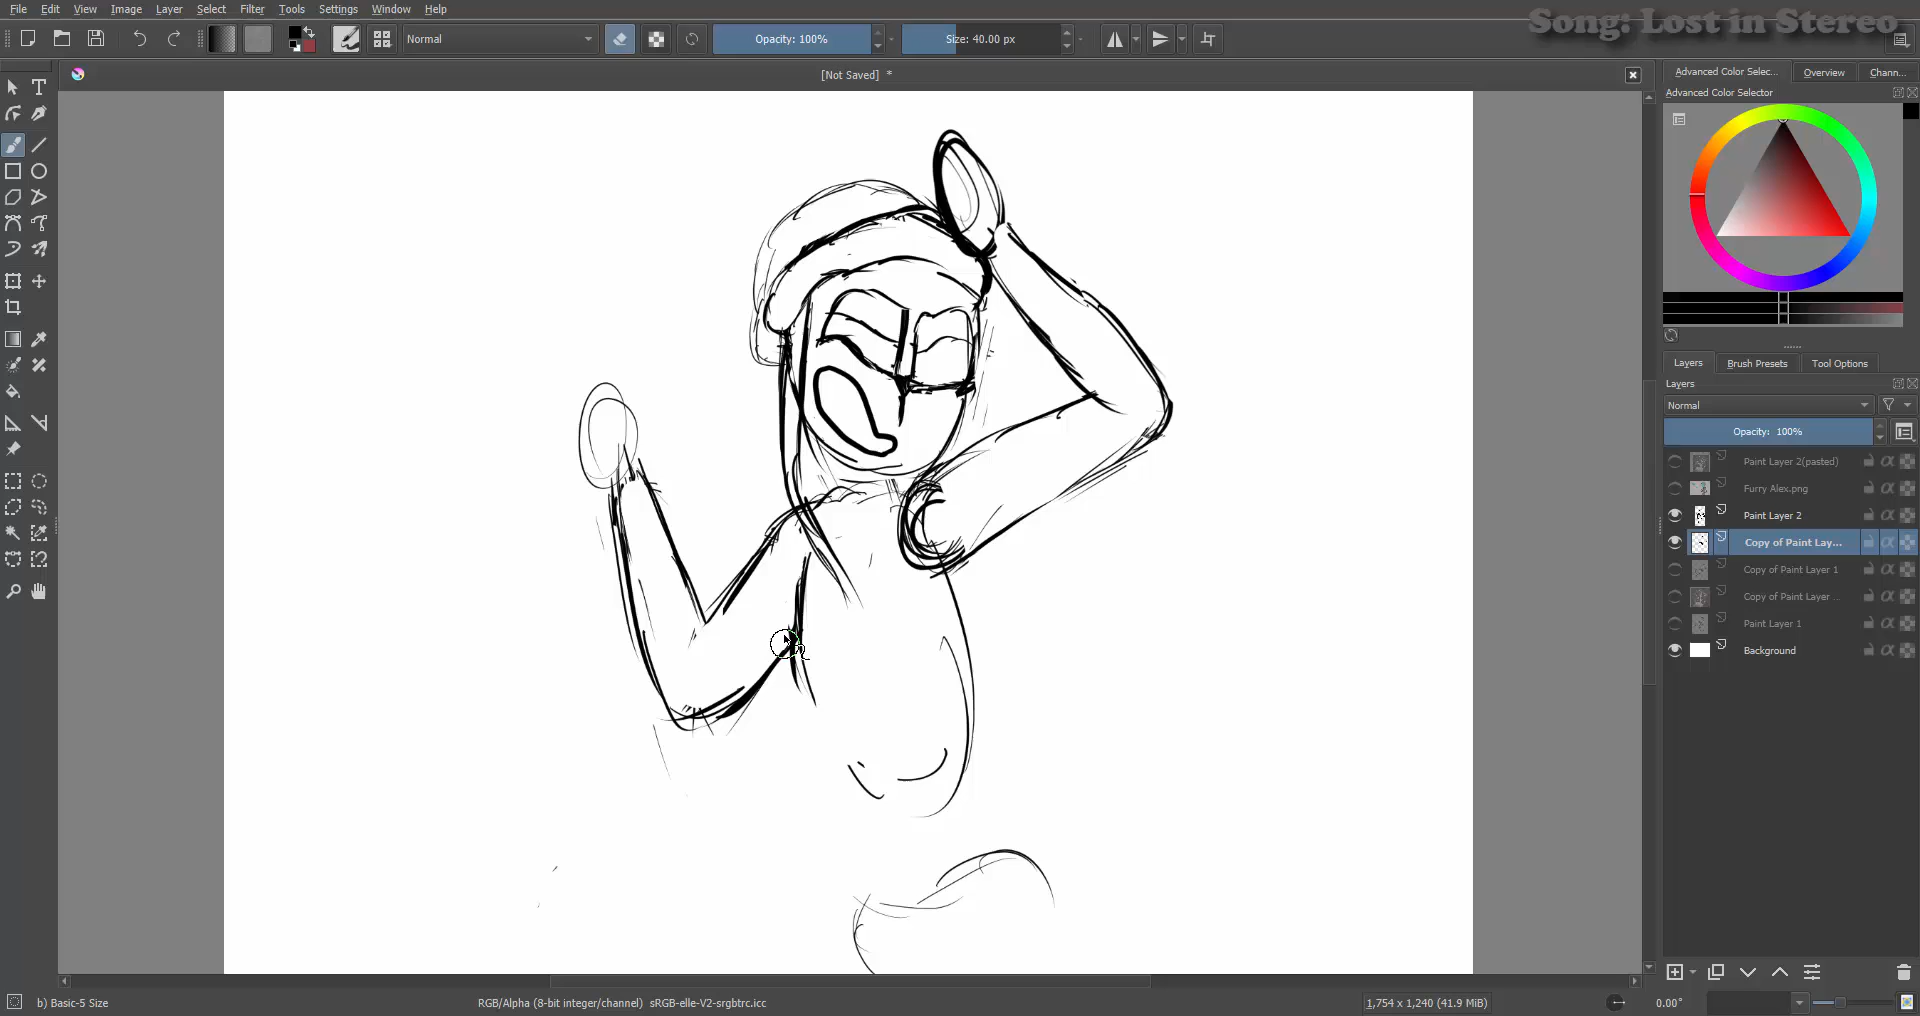 File Edit View Image Layer Select Filter Tools Settings Window Help
Song: Lost in Stereo
Normal
Opacity: 100%
Size: 40.00 px
[Not Saved] *
Advanced Color Selec...
Overview
Chann...
Advanced Color Selector
Layers
Brush Presets
Tool Options
Layers
Normal
Opacity: 100%
Paint Layer 2(pasted)
Furry Alex.png
Paint Layer 2
Copy of Paint Lay...
Copy of Paint Layer 1
Copy of Paint Layer ...
Paint Layer 1
Background
b) Basic-5 Size
RGB/Alpha (8-bit integer/channel) sRGB-elle-V2-srgbtrc.icc
1,754 x 1,240 (41.9 MiB)
0.00°